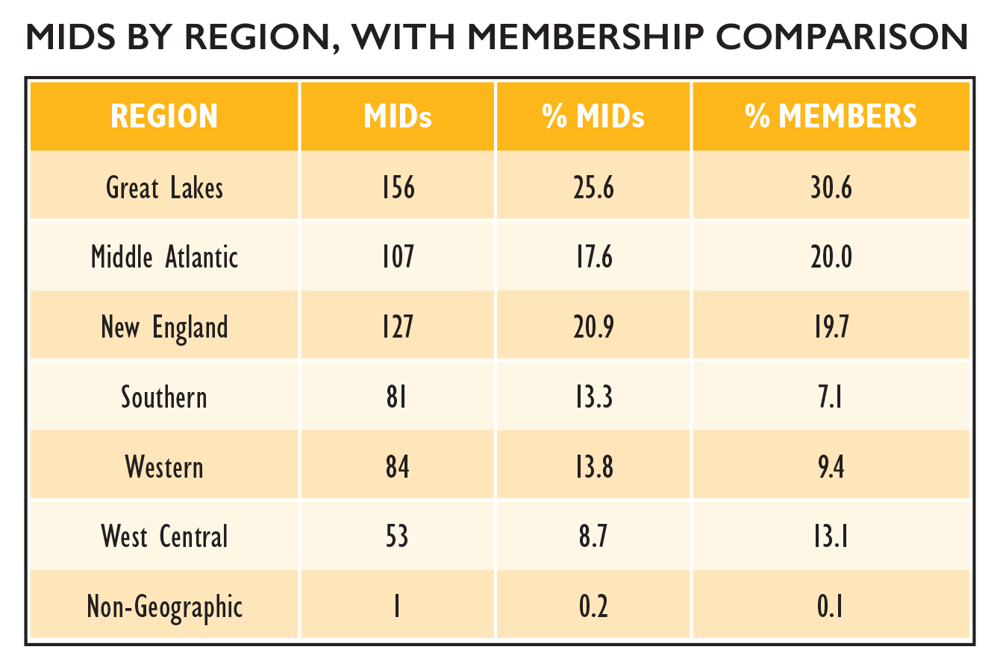 MIDS BY REGION, WITH MEMBERSHIP COMPARISON
REGION MIDs % MIDs % MEMBERS
Great Lakes 156 25.6 30.6
Middle Atlantic 107 17.6 20.0
New England 127 20.9 19.7
Southern 81 13.3 7.1
Western 84 13.8 9.4
West Central 53 8.7 13.1
Non-Geographic 1 0.2 0.1